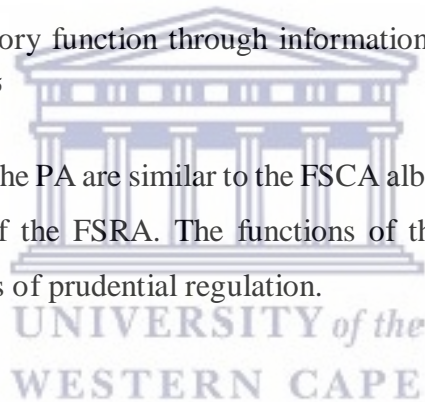 ory function through information
he PA are similar to the FSCA alb
f the FSRA. The functions of th
s of prudential regulation.
UNIVERSITY of the
WESTERN CAPE